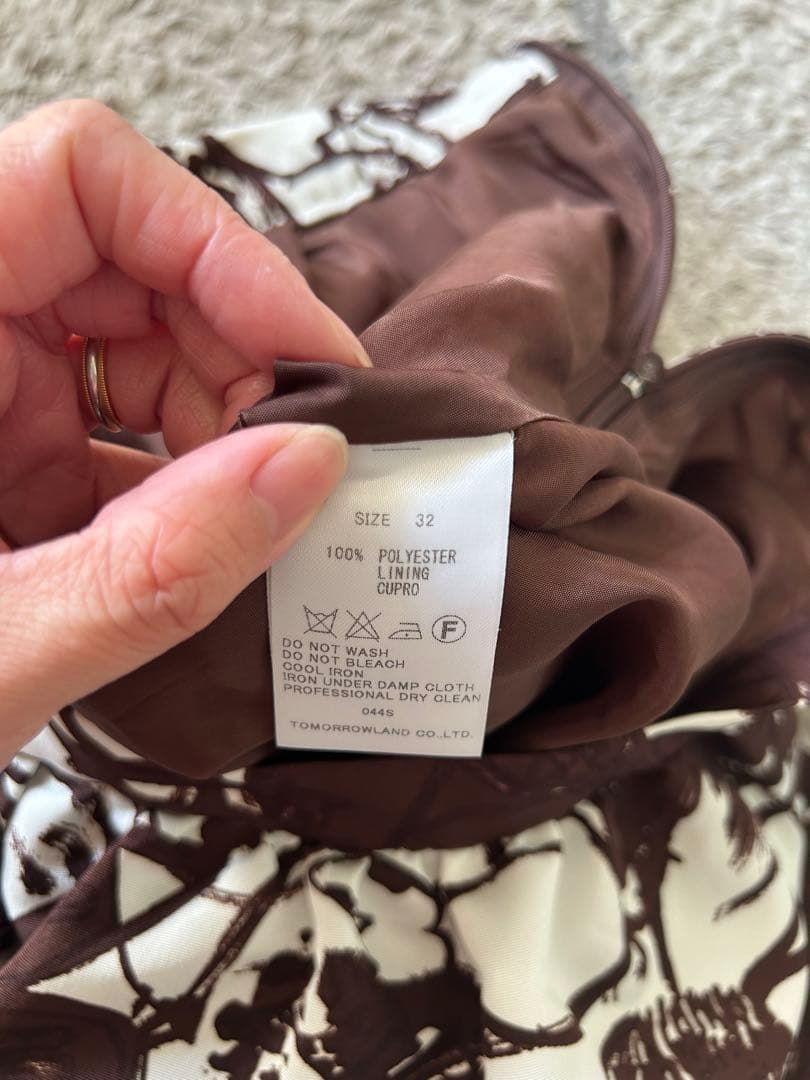 SIZE 32
100% POLYESTER
LINING
CUPRO
F
DO NOT WASH
DO NOT BLEACH
COOL IRON
IRON UNDER DAMP CLOTH
PROFESSIONAL DRY CLEAN
044S
TOMORROWLAND CO.,LTD.